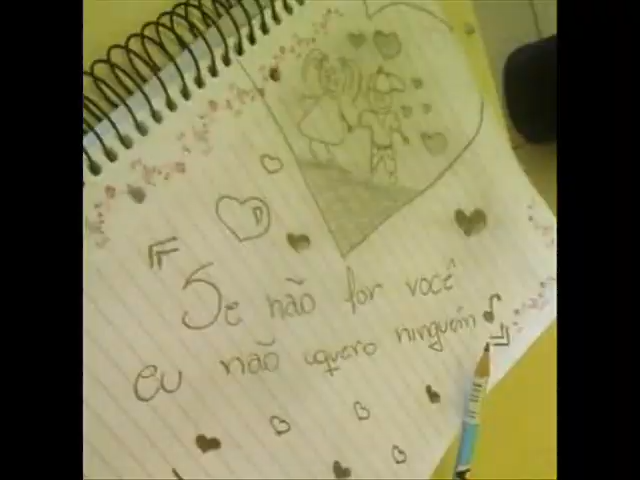 “ Se não for você
eu não quero ninguém ♪ ”